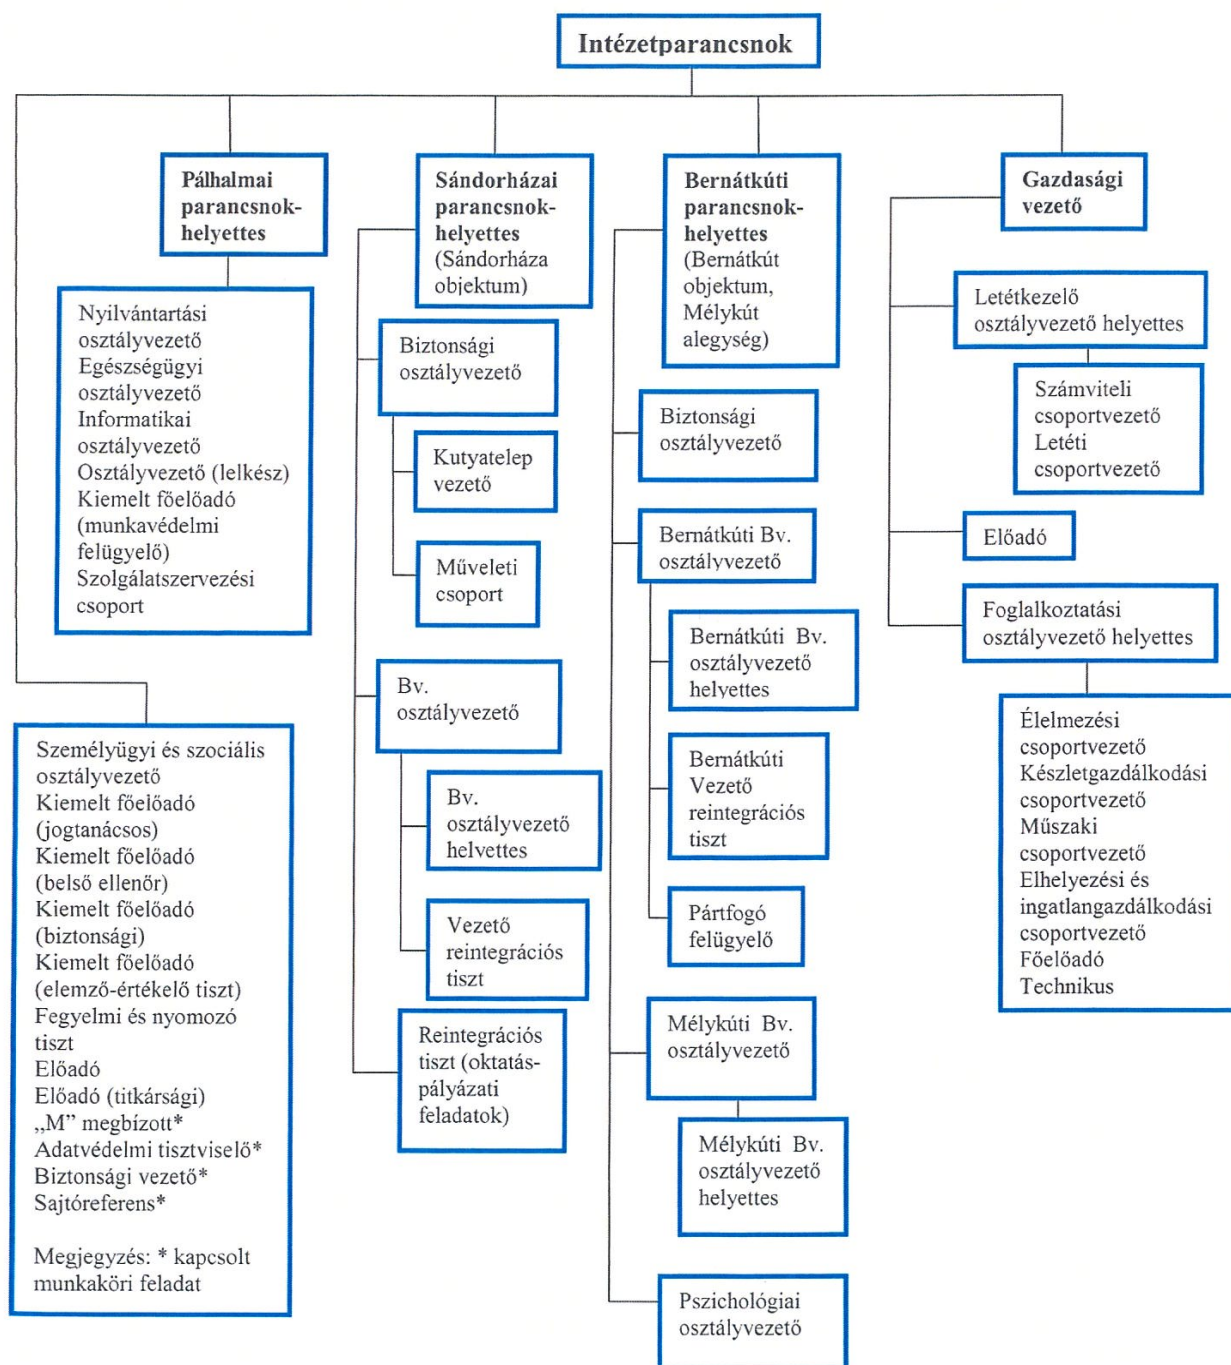 Intézetparancsnok
Pálhalmai
parancsnok-
helyettes
Nyilvántartási
osztályvezető
Egészségügyi
osztályvezető
Informatikai
osztályvezető
Osztályvezető (lelkész)
Kiemelt főelőadó
(munkavédelmi
felügyelő)
Szolgálatszervezési
csoport
Személyügyi és szociális
osztályvezető
Kiemelt főelőadó
(jogtanácsos)
Kiemelt főelőadó
(belső ellenőr)
Kiemelt főelőadó
(biztonsági)
Kiemelt főelőadó
(elemző-értékelő tiszt)
Fegyelmi és nyomozó
tiszt
Előadó
Előadó (titkársági)
„M” megbízott*
Adatvédelmi tisztviselő*
Biztonsági vezető*
Sajtóreferens*
Megjegyzés: * kapcsolt
munkaköri feladat
Sándorházai
parancsnok-
helyettes
(Sándorháza
objektum)
Biztonsági
osztályvezető
Kutyatelep
vezető
Műveleti
csoport
Bv.
osztályvezető
Bv.
osztályvezető
helyettes
Vezető
reintegrációs
tiszt
Reintegrációs
tiszt (oktatás-
pályázati
feladatok)
Bernátkúti
parancsnok-
helyettes
(Bernátkút
objektum,
Mélykút
alegység)
Biztonsági
osztályvezető
Bernátkúti Bv.
osztályvezető
Bernátkúti Bv.
osztályvezető
helyettes
Bernátkúti
Vezető
reintegrációs
tiszt
Pártfogó
felügyelő
Mélykúti Bv.
osztályvezető
Mélykúti Bv.
osztályvezető
helyettes
Pszichológiai
osztályvezető
Gazdasági
vezető
Letétkezelő
osztályvezető helyettes
Számviteli
csoportvezető
Letéti
csoportvezető
Előadó
Foglalkoztatási
osztályvezető helyettes
Élelmezési
csoportvezető
Készletgazdálkodási
csoportvezető
Műszaki
csoportvezető
Elhelyezési és
ingatlangazdálkodási
csoportvezető
Főelőadó
Technikus